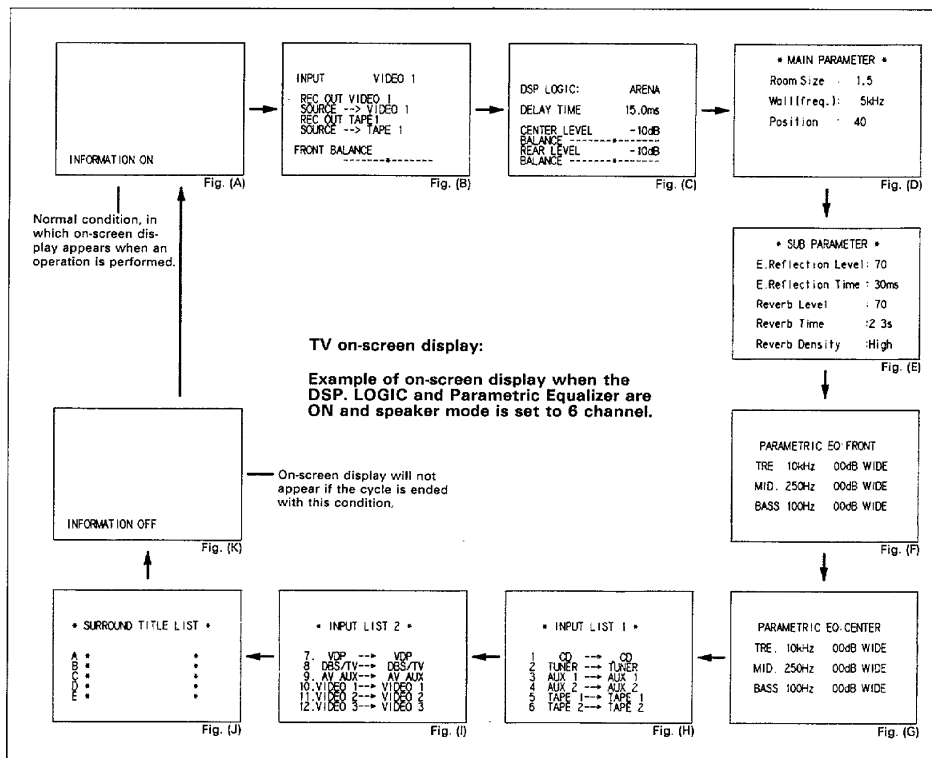 INFORMATION ON
Fig. (A)
INPUT VIDEO 1
REC OUT VIDEO 1
SOURCE --> VIDEO 1
REC OUT TAPE1
SOURCE --> TAPE 1
FRONT BALANCE
-------*-------
Fig. (B)
DSP LOGIC: ARENA
DELAY TIME 15.0ms
CENTER LEVEL -10dB
BALANCE -------*-------
REAR LEVEL -10dB
BALANCE -------*-------
Fig. (C)
* MAIN PARAMETER *
Room Size : 1.5
Wall(freq.): 5kHz
Position : 40
Fig. (D)
Normal condition, in
which on-screen dis-
play appears when an
operation is performed.
* SUB PARAMETER *
E.Reflection Level: 70
E.Reflection Time : 30ms
Reverb Level : 70
Reverb Time :2 3s
Reverb Density :High
Fig. (E)
TV on-screen display:
Example of on-screen display when the
DSP. LOGIC and Parametric Equalizer are
ON and speaker mode is set to 6 channel.
PARAMETRIC EQ FRONT
TRE 10kHz 00dB WIDE
MID. 250Hz 00dB WIDE
BASS 100Hz 00dB WIDE
Fig. (F)
On-screen display will not
appear if the cycle is ended
with this condition.
INFORMATION OFF
Fig. (K)
* SURROUND TITLE LIST *
A * *
B * *
C * *
D * *
E * *
Fig. (J)
* INPUT LIST 2 *
7. VDP --> VDP
8 DBS/TV--> DBS/TV
9. AV AUX--> AV AUX
10.VIDEO 1--> VIDEO 1
11.VIDEO 2--> VIDEO 2
12.VIDEO 3--> VIDEO 3
Fig. (I)
* INPUT LIST 1 *
1 CD --> CD
2 TUNER --> TUNER
3 AUX 1 --> AUX 1
4 AUX 2 --> AUX 2
5 TAPE 1--> TAPE 1
6 TAPE 2--> TAPE 2
Fig. (H)
PARAMETRIC EQ.CENTER
TRE. 10kHz 00dB WIDE
MID. 250Hz 00dB WIDE
BASS 100Hz 00dB WIDE
Fig. (G)